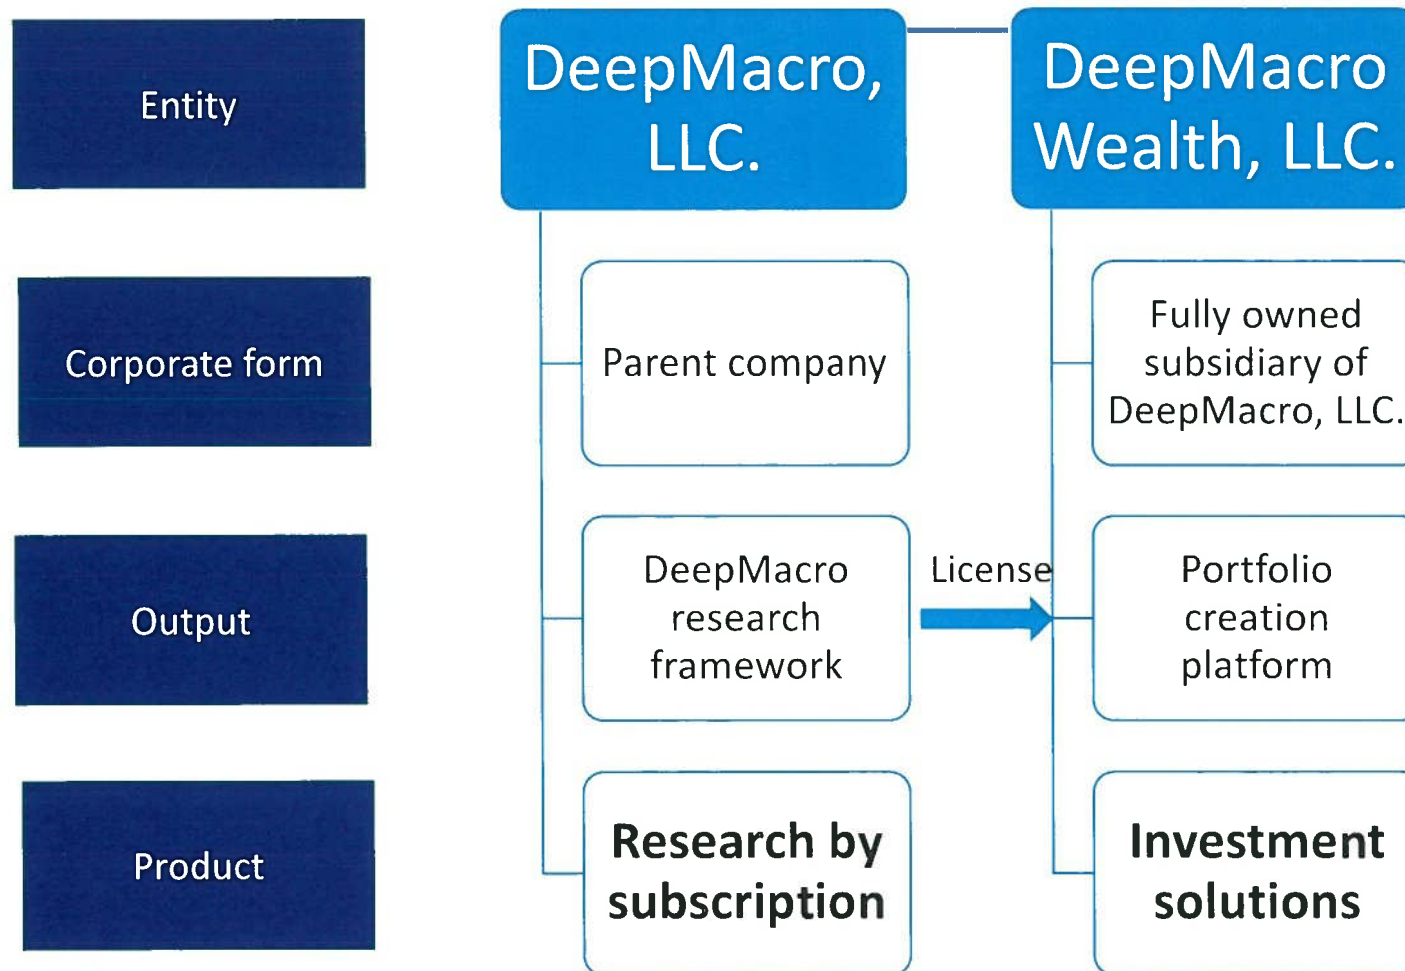 Entity
DeepMacro,
LLC.
DeepMacro
Wealth, LLC.
Corporate form
Parent company
Fully owned
subsidiary of
DeepMacro, LLC.
Output
DeepMacro
research
framework
License
Portfolio
creation
platform
Product
Research by
subscription
Investment
solutions